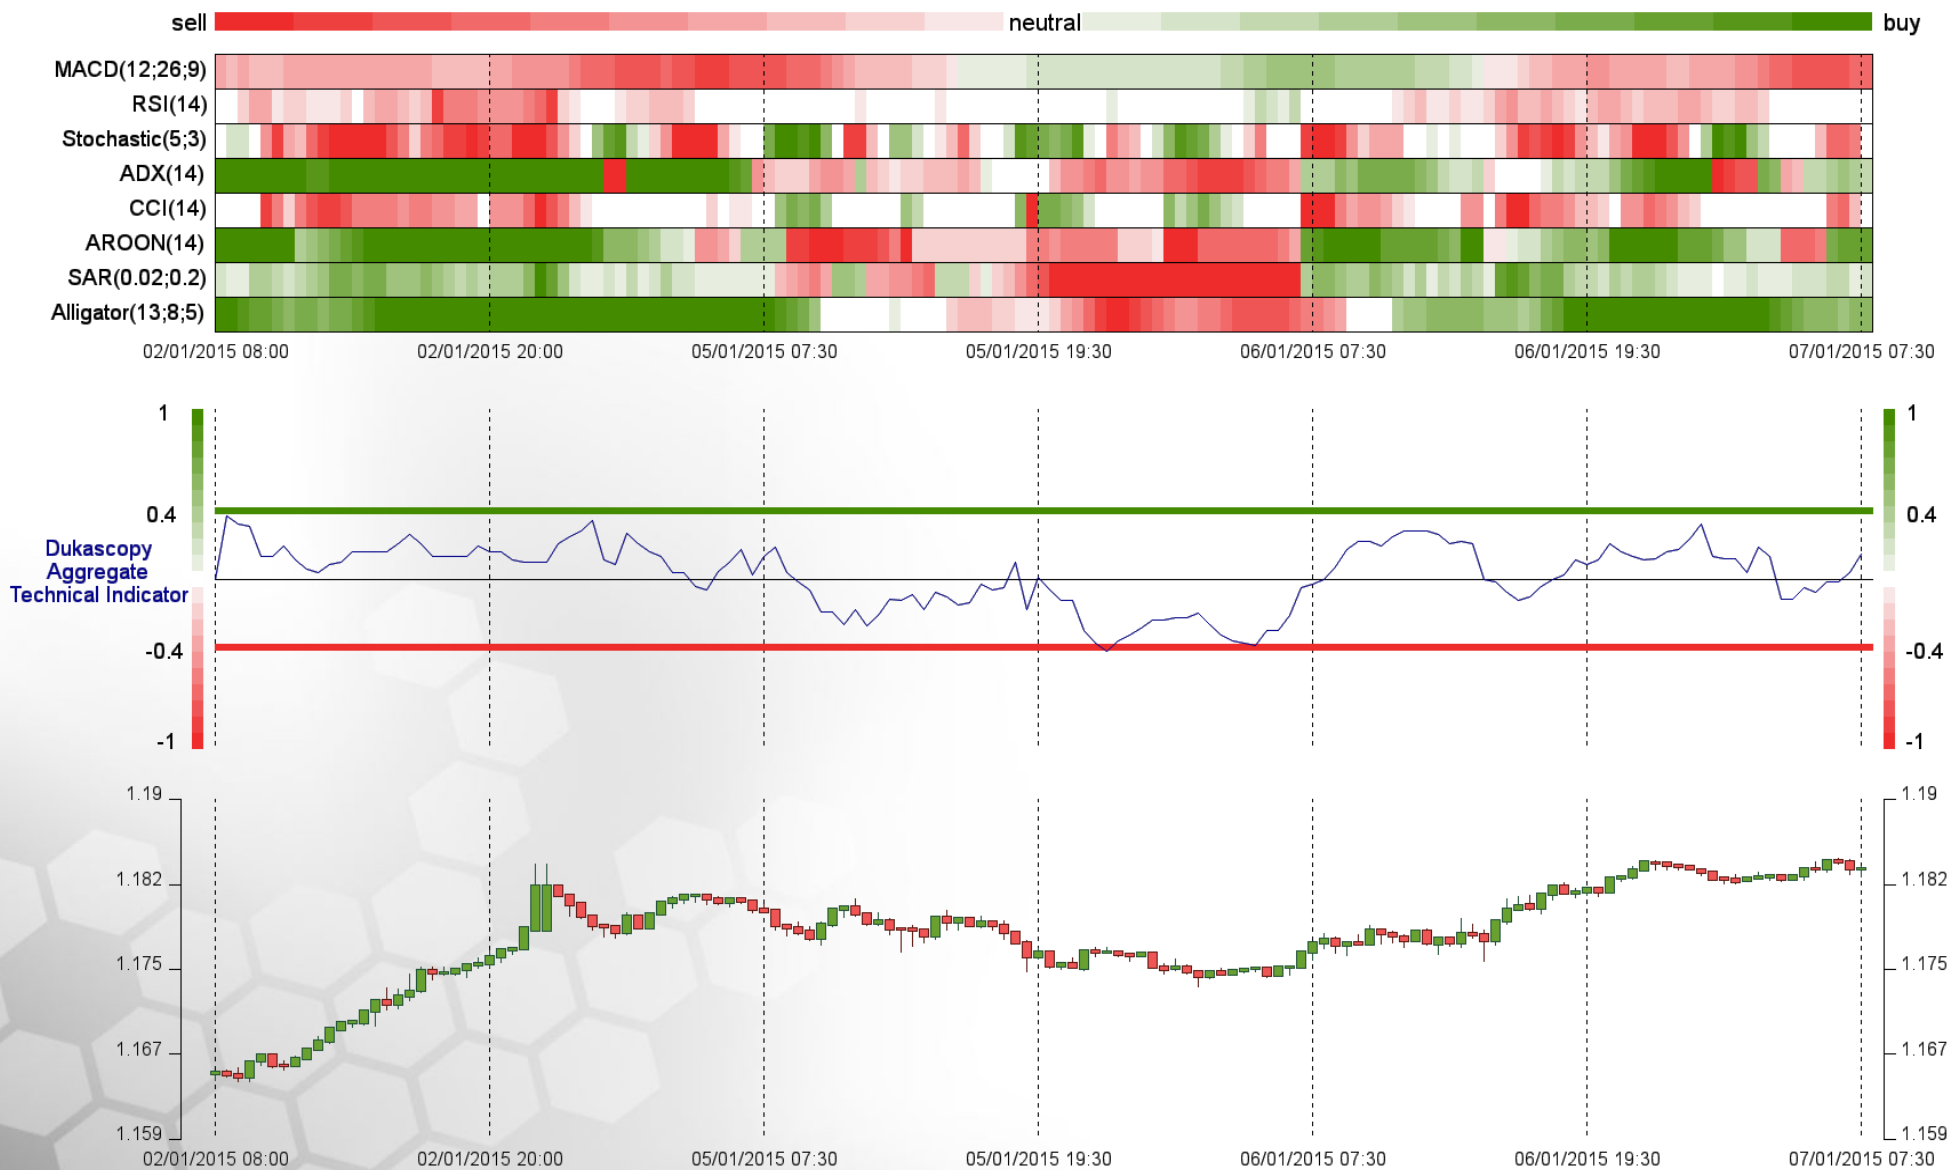 sell neutral buy
MACD(12;26;9)
RSI(14)
Stochastic(5;3)
ADX(14)
CCI(14)
AROON(14)
SAR(0.02;0.2)
Alligator(13;8;5)
02/01/2015 08:00 02/01/2015 20:00 05/01/2015 07:30 05/01/2015 19:30 06/01/2015 07:30 06/01/2015 19:30 07/01/2015 07:30
1 1
0.4 0.4
Dukascopy
Aggregate
Technical Indicator
-0.4 -0.4
-1 -1
1.19 1.19
1.182 1.182
1.175 1.175
1.167 1.167
1.159 1.159
02/01/2015 08:00 02/01/2015 20:00 05/01/2015 07:30 05/01/2015 19:30 06/01/2015 07:30 06/01/2015 19:30 07/01/2015 07:30